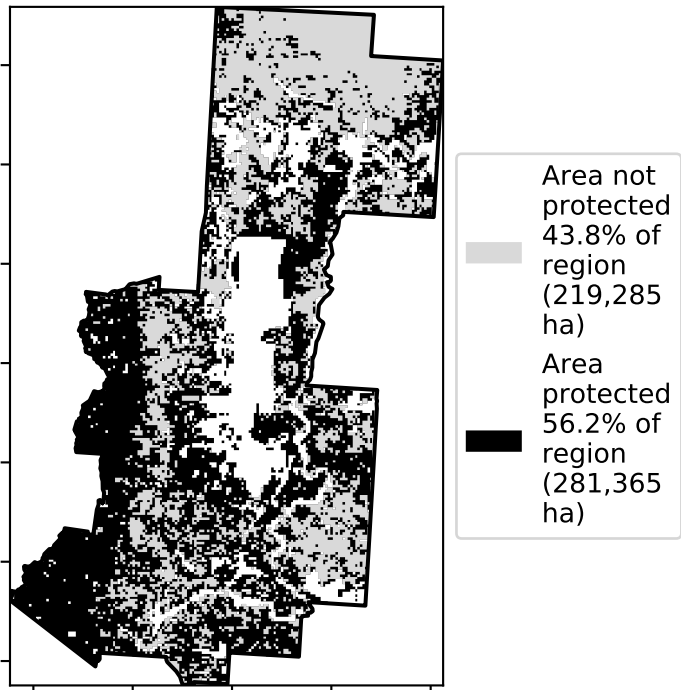 Area not
protected
43.8% of
region
(219,285
ha)
Area
protected
56.2% of
region
(281,365
ha)